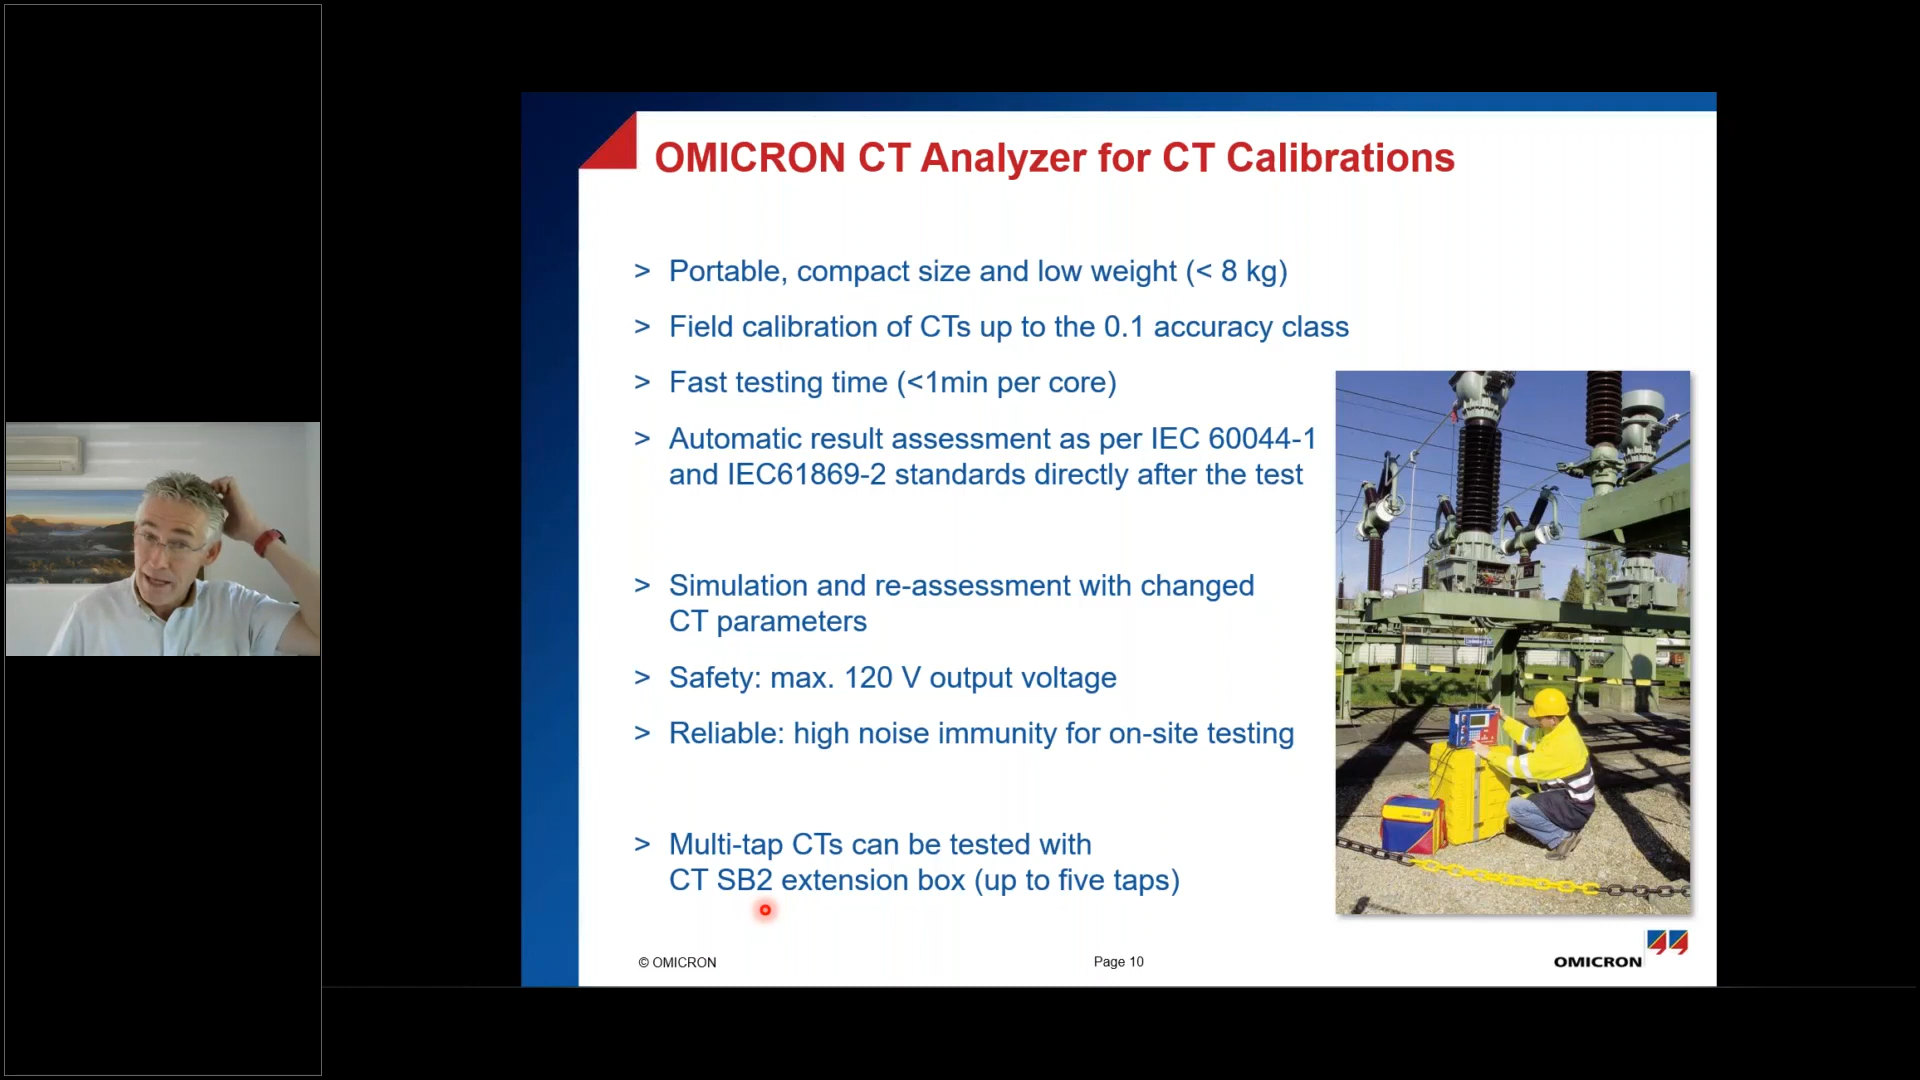 OMICRON CT Analyzer for CT Calibrations
> Portable, compact size and low weight (< 8 kg)
> Field calibration of CTs up to the 0.1 accuracy class
> Fast testing time (<1min per core)
> Automatic result assessment as per IEC 60044-1
and IEC61869-2 standards directly after the test
> Simulation and re-assessment with changed
CT parameters
> Safety: max. 120 V output voltage
> Reliable: high noise immunity for on-site testing
> Multi-tap CTs can be tested with
CT SB2 extension box (up to five taps)
© OMICRON
Page 10
OMICRON